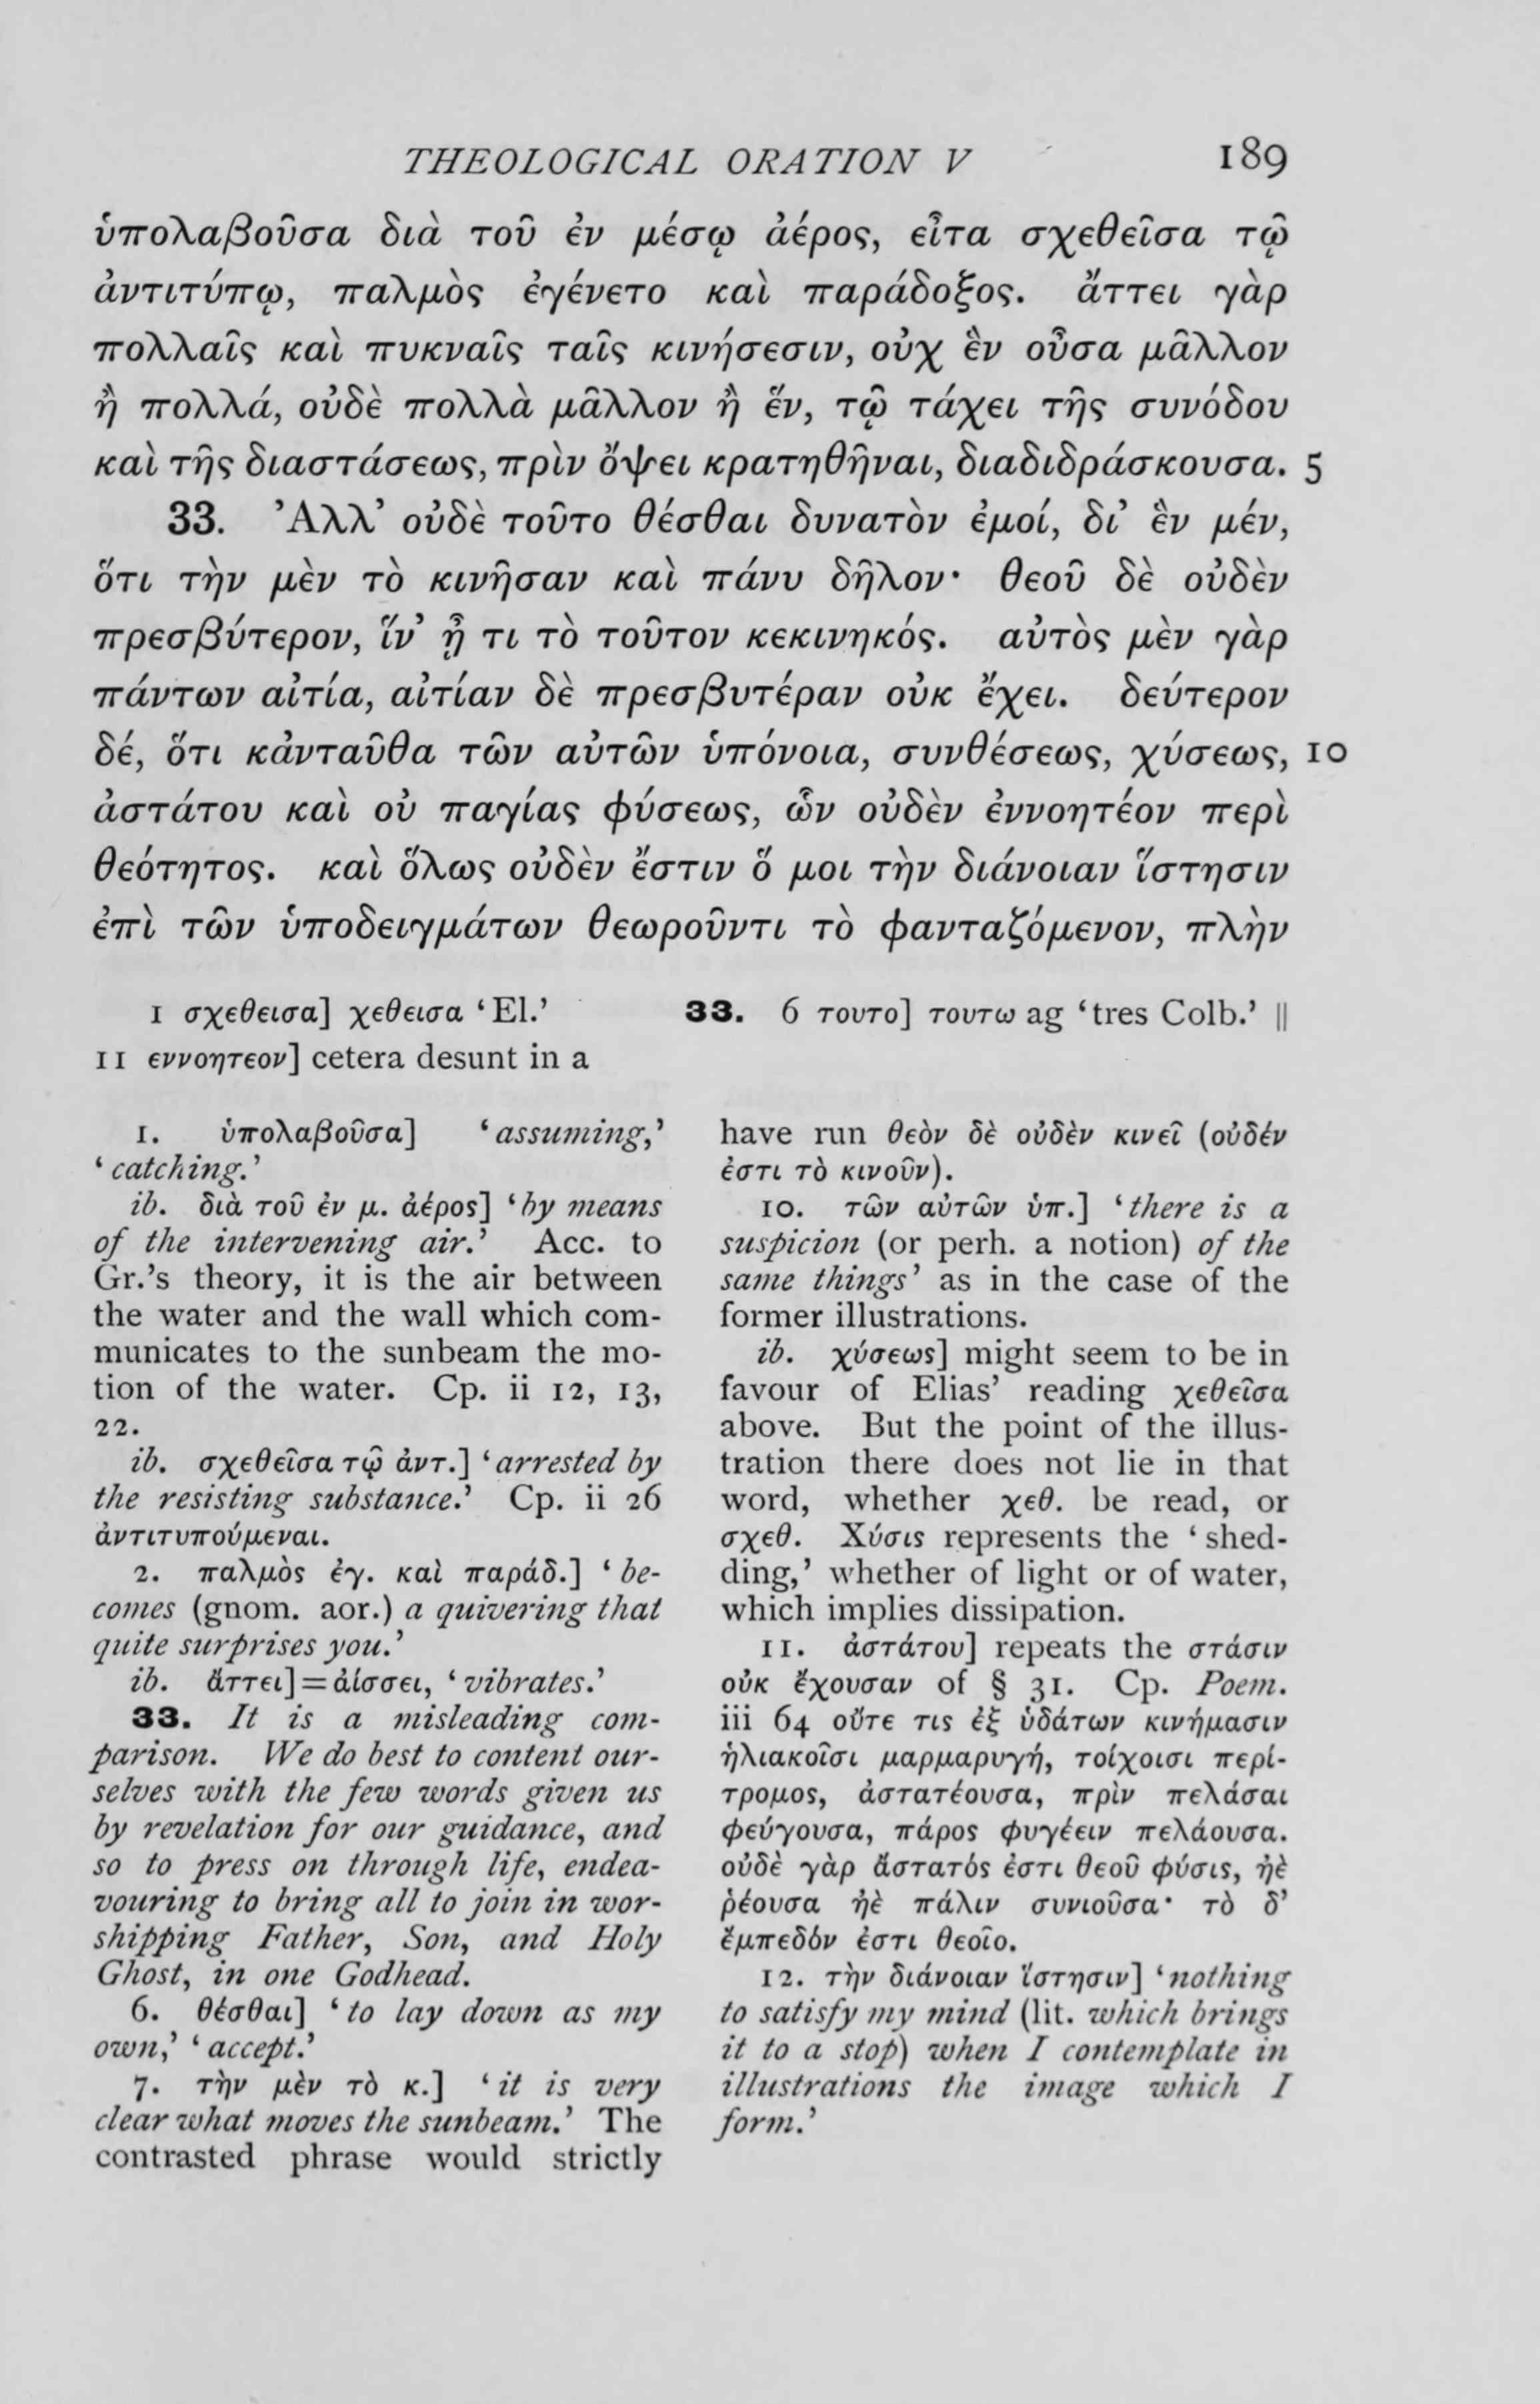 THEOLOGICAL ORATION V 189
ὑπολαβοῦσα διὰ τοῦ ἐν μέσῳ ἀέρος, εἶτα σχεθεῖσα τῷ
ἀντιτύπῳ, παλμὸς ἐγένετο καὶ παράδοξος. ἄττει γὰρ
πολλαῖς καὶ πυκναῖς ταῖς κινήσεσιν, οὐχ ἓν οὖσα μᾶλλον
ἢ πολλά, οὐδὲ πολλὰ μᾶλλον ἢ ἕν, τῷ τάχει τῆς συνόδου
καὶ τῆς διαστάσεως, πρὶν ὄψει κρατηθῆναι, διαδιδράσκουσα. 5
33. Ἀλλ’ οὐδὲ τοῦτο θέσθαι δυνατὸν ἐμοί, δι’ ἓν μέν,
ὅτι τὴν μὲν τὸ κινῆσαν καὶ πάνυ δῆλον· θεοῦ δὲ οὐδὲν
πρεσβύτερον, ἵν’ ᾖ τι τὸ τοῦτον κεκινηκός. αὐτὸς μὲν γὰρ
πάντων αἰτία, αἰτίαν δὲ πρεσβυτέραν οὐκ ἔχει. δεύτερον
δέ, ὅτι κἀνταῦθα τῶν αὐτῶν ὑπόνοια, συνθέσεως, χύσεως, 10
ἀστάτου καὶ οὐ παγίας φύσεως, ὧν οὐδὲν ἐννοητέον περὶ
θεότητος. καὶ ὅλως οὐδὲν ἔστιν ὅ μοι τὴν διάνοιαν ἵστησιν
ἐπὶ τῶν ὑποδειγμάτων θεωροῦντι τὸ φανταζόμενον, πλὴν
1 σχεθεισα] χεθεισα ‘El.’ 33. 6 τουτο] τουτω ag ‘tres Colb.’ ||
11 εννοητεον] cetera desunt in a
1. ὑπολαβοῦσα] ‘assuming,’
‘catching.’
ib. διὰ τοῦ ἐν μ. ἀέρος] ‘by means
of the intervening air.’ Acc. to
Gr.’s theory, it is the air between
the water and the wall which com-
municates to the sunbeam the mo-
tion of the water. Cp. ii 12, 13,
22.
ib. σχεθεῖσα τῷ ἀντ.] ‘arrested by
the resisting substance.’ Cp. ii 26
ἀντιτυπούμεναι.
2. παλμὸς ἐγ. καὶ παράδ.] ‘be-
comes (gnom. aor.) a quivering that
quite surprises you.’
ib. ἄττει]=ἀίσσει, ‘vibrates.’
33. It is a misleading com-
parison. We do best to content our-
selves with the few words given us
by revelation for our guidance, and
so to press on through life, endea-
vouring to bring all to join in wor-
shipping Father, Son, and Holy
Ghost, in one Godhead.
6. θέσθαι] ‘to lay down as my
own,’ ‘accept.’
7. τὴν μὲν τὸ κ.] ‘it is very
clear what moves the sunbeam.’ The
contrasted phrase would strictly
have run θεὸν δὲ οὐδὲν κινεῖ (οὐδέν
ἐστι τὸ κινοῦν).
10. τῶν αὐτῶν ὑπ.] ‘there is a
suspicion (or perh. a notion) of the
same things’ as in the case of the
former illustrations.
ib. χύσεως] might seem to be in
favour of Elias’ reading χεθεῖσα
above. But the point of the illus-
tration there does not lie in that
word, whether χεθ. be read, or
σχεθ. Χύσις represents the ‘shed-
ding,’ whether of light or of water,
which implies dissipation.
11. ἀστάτου] repeats the στάσιν
οὐκ ἔχουσαν of § 31. Cp. Poem.
iii 64 οὔτε τις ἐξ ὑδάτων κινήμασιν
ἡλιακοῖσι μαρμαρυγή, τοίχοισι περί-
τρομος, ἀστατέουσα, πρὶν πελάσαι
φεύγουσα, πάρος φυγέειν πελάουσα.
οὐδὲ γὰρ ἄστατός ἐστι θεοῦ φύσις, ἠὲ
ῥέουσα ἠὲ πάλιν συνιοῦσα· τὸ δ’
ἔμπεδόν ἐστι θεοῖο.
12. τὴν διάνοιαν ἵστησιν] ‘nothing
to satisfy my mind (lit. which brings
it to a stop) when I contemplate in
illustrations the image which I
form.’